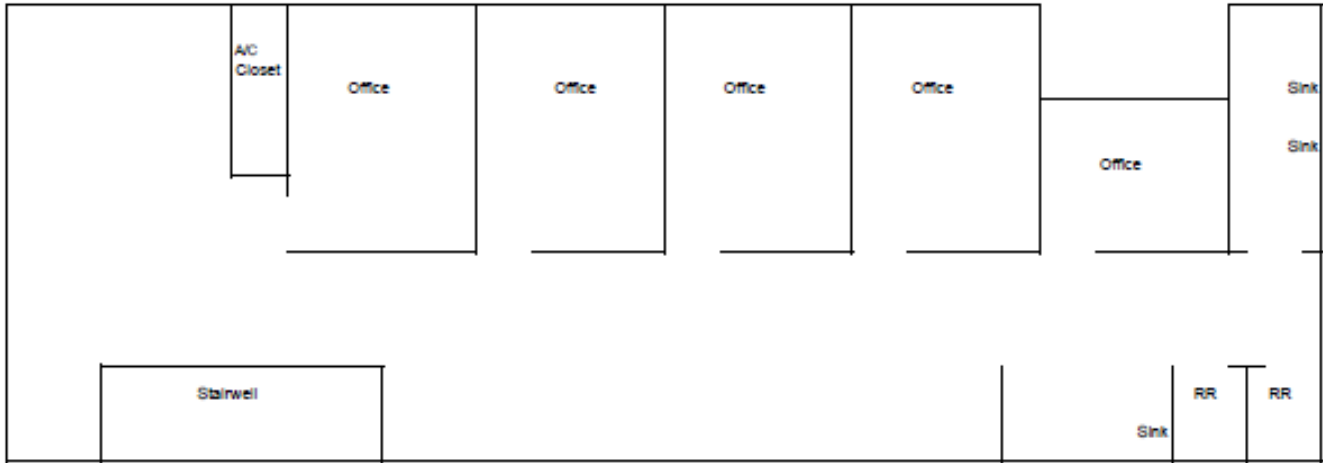 A/C
Closet
Office
Office
Office
Office
Sink
Sink
Office
Stairwell
RR
RR
Sink